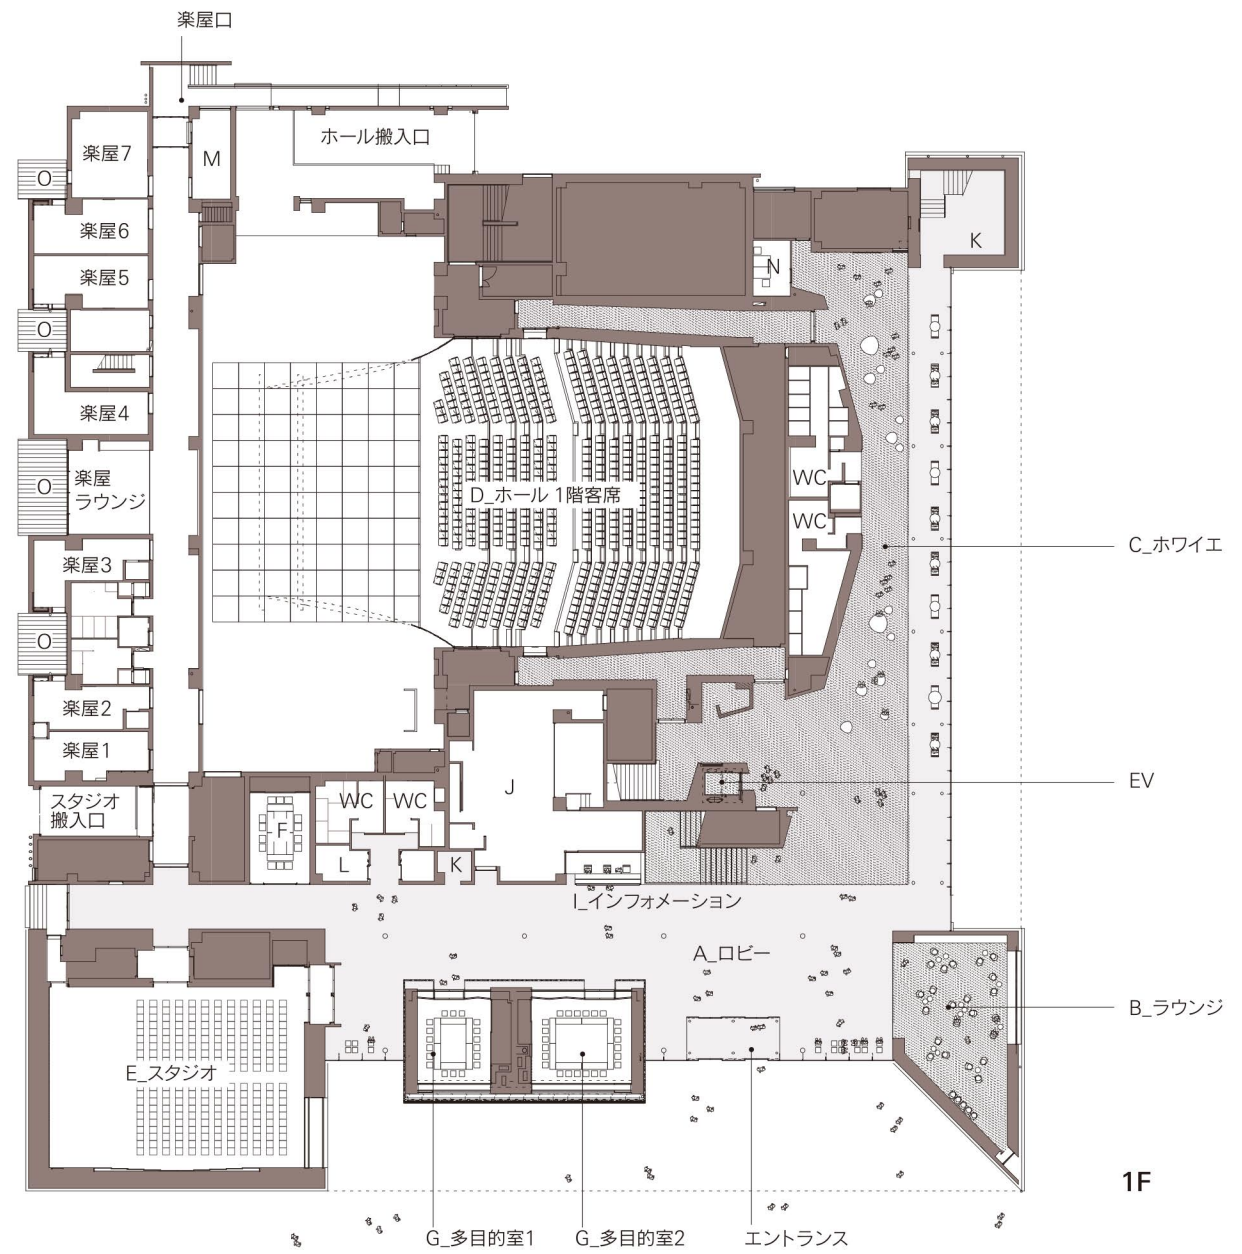 楽屋口
ホール搬入口
楽屋7
M
O
楽屋6
K
楽屋5
N
O
楽屋4
楽屋
ラウンジ
O
D_ホール 1階客席
WC
WC
C_ホワイエ
楽屋3
O
楽屋2
楽屋1
EV
スタジオ
搬入口
F
WC
WC
J
L
K
I_インフォメーション
A_ロビー
B_ラウンジ
E_スタジオ
1F
G_多目的室1
G_多目的室2
エントランス